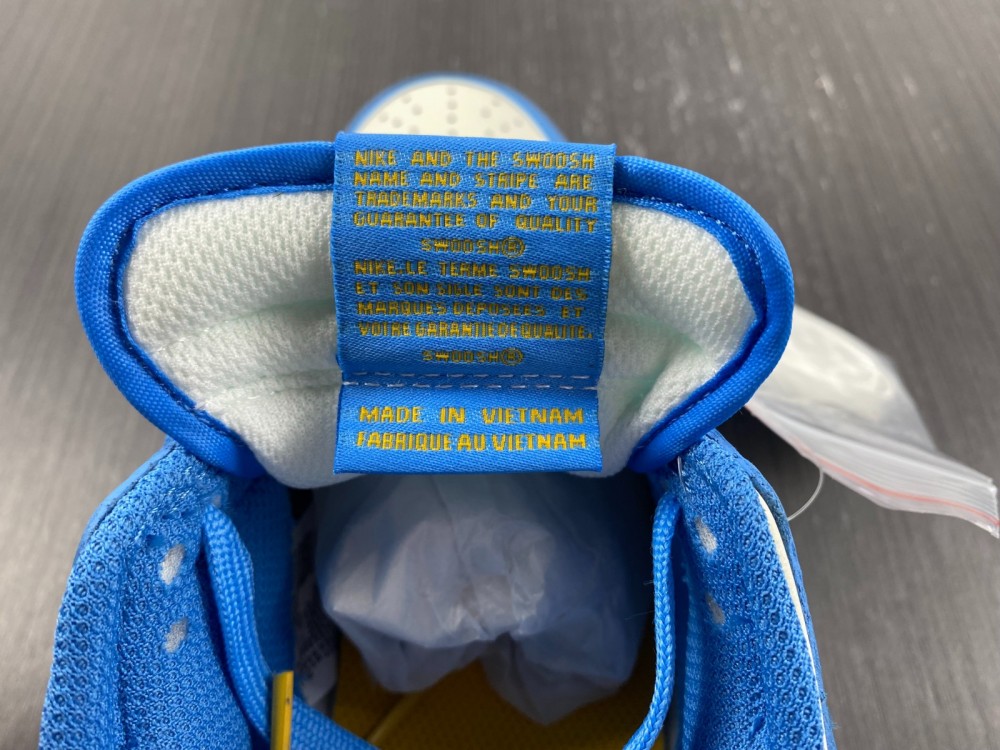 NIKE AND THE SWOOSH
NAME AND STRIPE ARE
TRADEMARKS AND YOUR
GUARANTEE OF QUALITY
SWOOSH®
NIKE:LE TERME SWOOSH
ET SON SIGLE SONT DES
MARQUES DEPOSEES ET
VOTRE GARANTIE DE QUALITE.
SWOOSH®
MADE IN VIETNAM
FABRIQUE AU VIETNAM